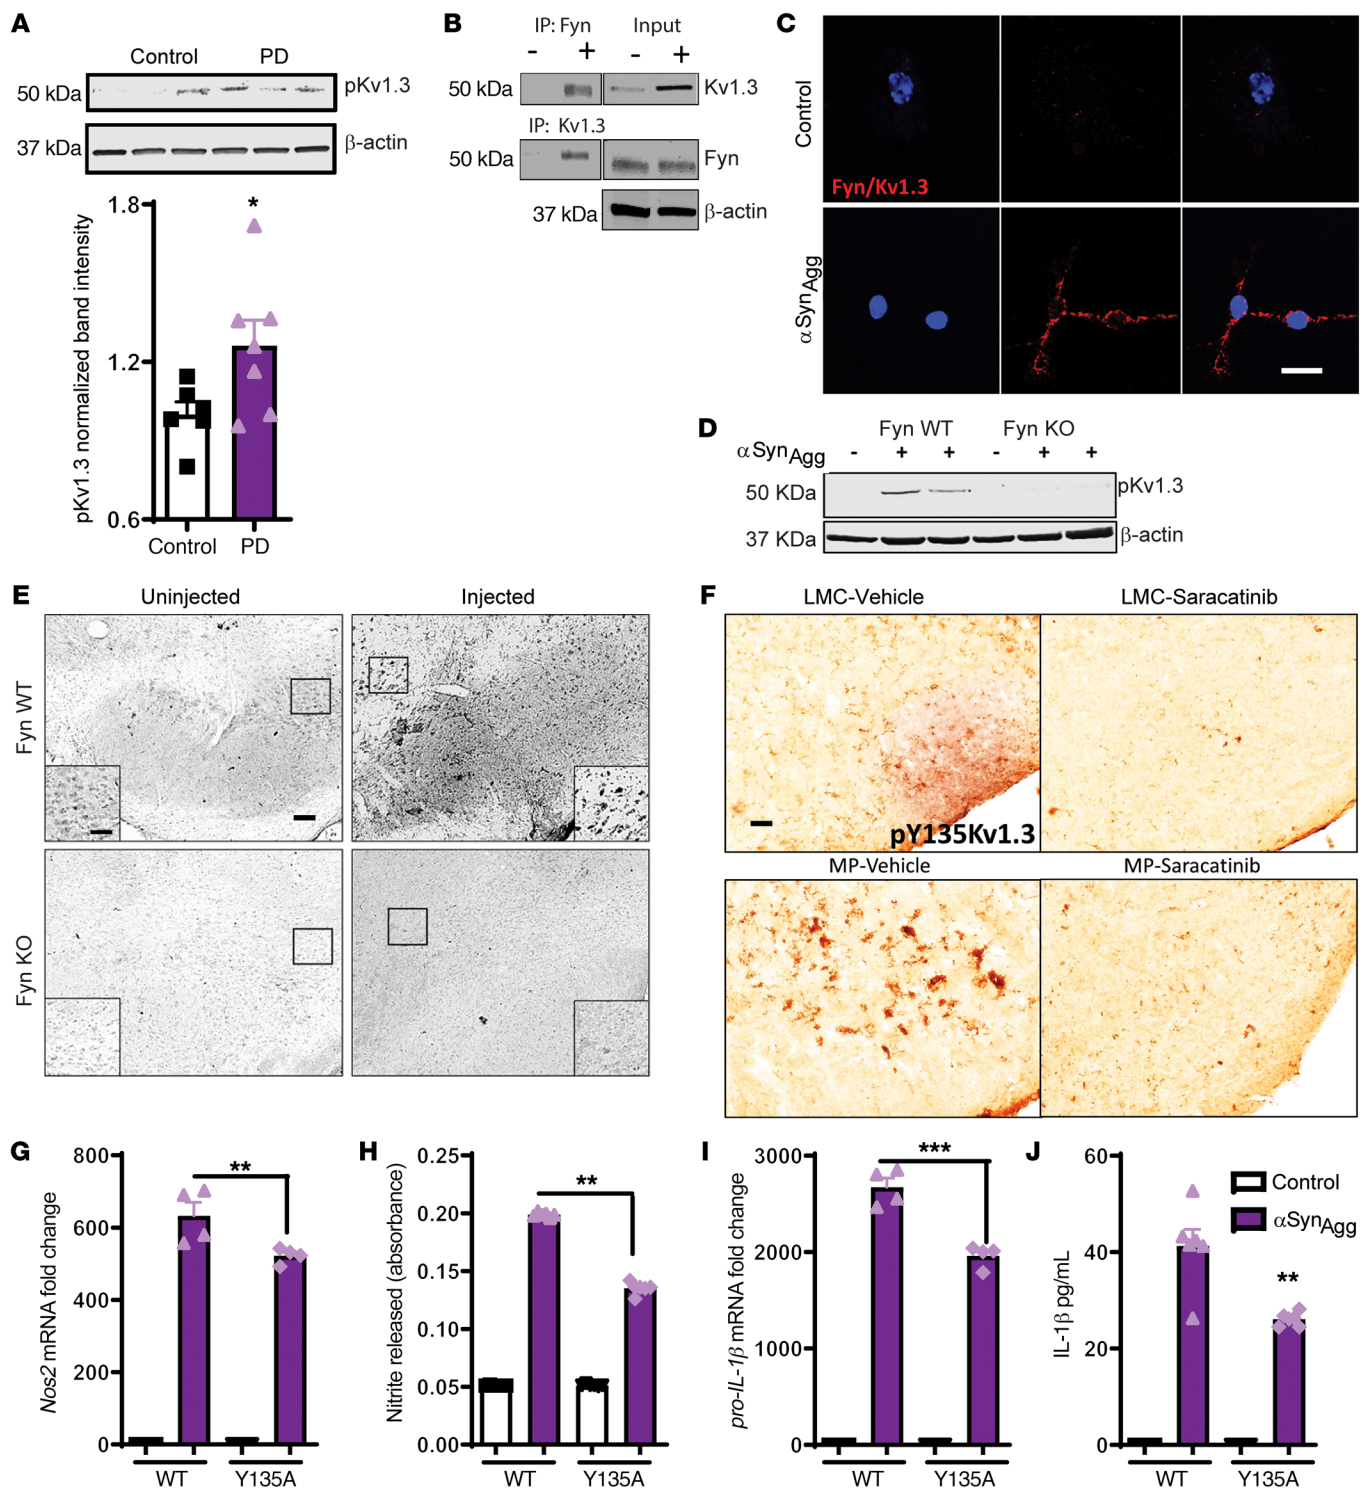 A
Control PD
50 kDa pKv1.3
37 kDa β-actin
pKv1.3 normalized band intensity
1.8
1.2
0.6
*
Control PD
B
IP: Fyn Input
- + - +
50 kDa Kv1.3
IP: Kv1.3
50 kDa Fyn
37 kDa β-actin
C
Control
Fyn/Kv1.3
αSynAgg
D
Fyn WT Fyn KO
αSynAgg - + + - + +
50 KDa pKv1.3
37 KDa β-actin
E
Uninjected Injected
Fyn WT
Fyn KO
F
LMC-Vehicle LMC-Saracatinib
pY135Kv1.3
MP-Vehicle MP-Saracatinib
G
Nos2 mRNA fold change
800
600
400
200
0
**
WT Y135A
H
Nitrite released (absorbance)
0.25
0.20
0.15
0.10
0.05
0.00
**
WT Y135A
I
pro-IL-1β mRNA fold change
3000
2000
1000
0
***
WT Y135A
J
IL-1β pg/mL
60
40
20
0
**
WT Y135A
Control
αSynAgg